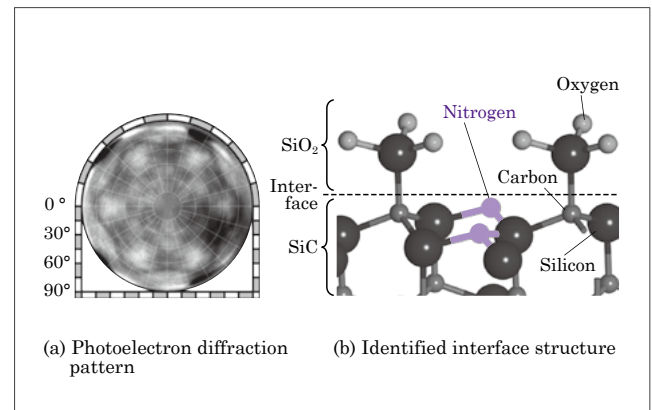 0 °
30°
60°
90°
SiO₂
Inter-
face
SiC
Nitrogen
Oxygen
Carbon
Silicon
(a) Photoelectron diffraction
pattern
(b) Identified interface structure